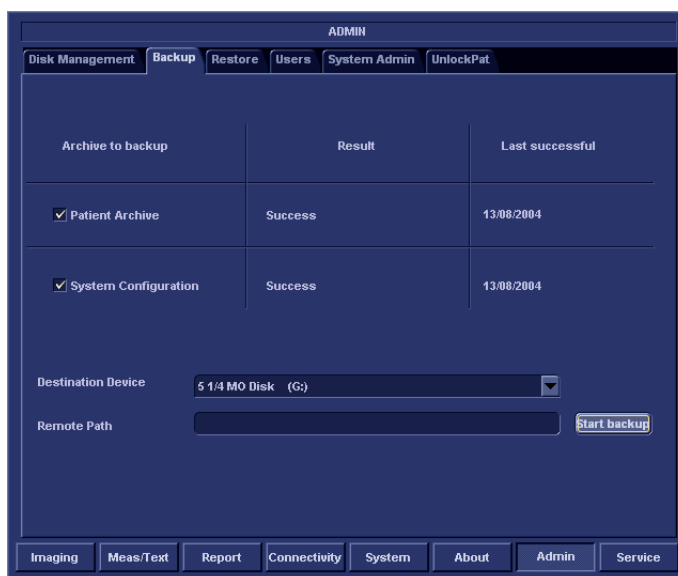 ADMIN
Disk Management Backup Restore Users System Admin UnlockPat
Archive to backup Result Last successful
Patient Archive Success 13/08/2004
System Configuration Success 13/08/2004
Destination Device 5 1/4 MO Disk (G:)
Remote Path Start backup
Imaging Meas/Text Report Connectivity System About Admin Service